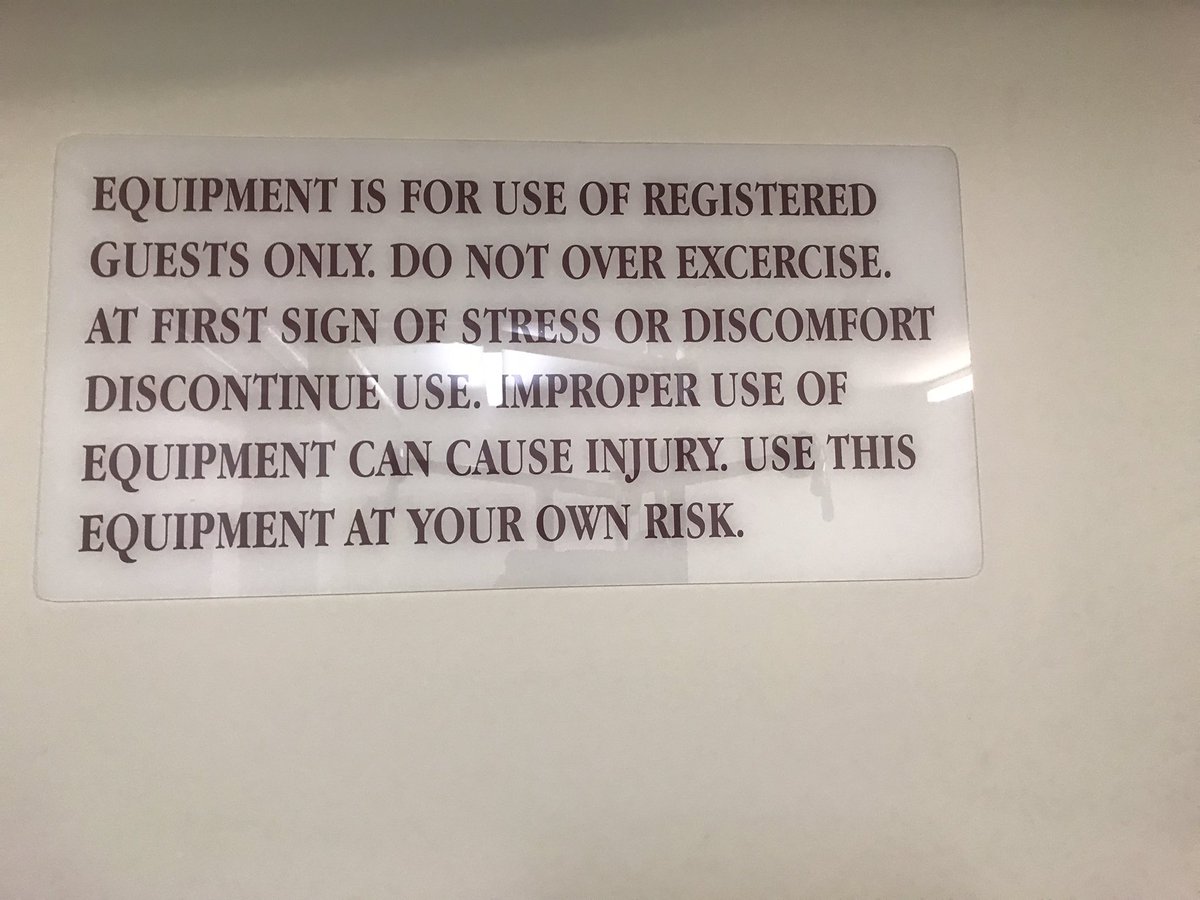 EQUIPMENT IS FOR USE OF REGISTERED
GUESTS ONLY. DO NOT OVER EXCERCISE.
AT FIRST SIGN OF STRESS OR DISCOMFORT
DISCONTINUE USE. IMPROPER USE OF
EQUIPMENT CAN CAUSE INJURY. USE THIS
EQUIPMENT AT YOUR OWN RISK.